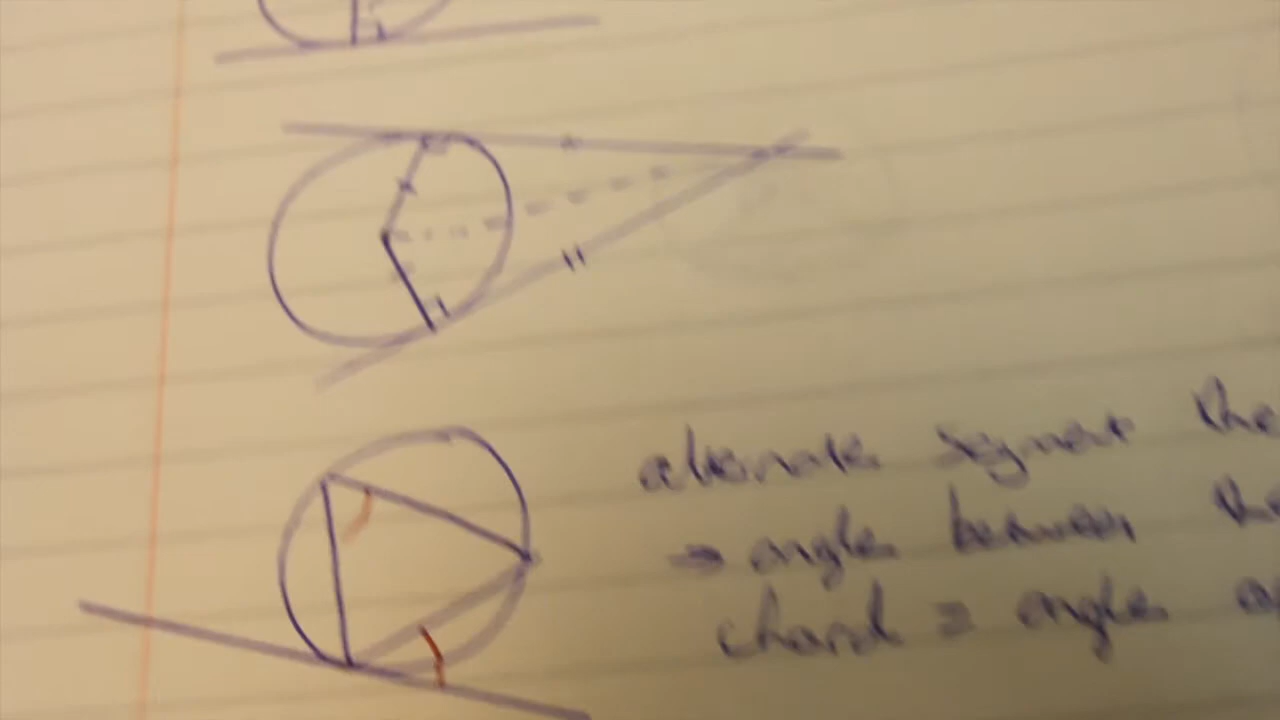 alternate segment the
→ angle between the
chord = angle